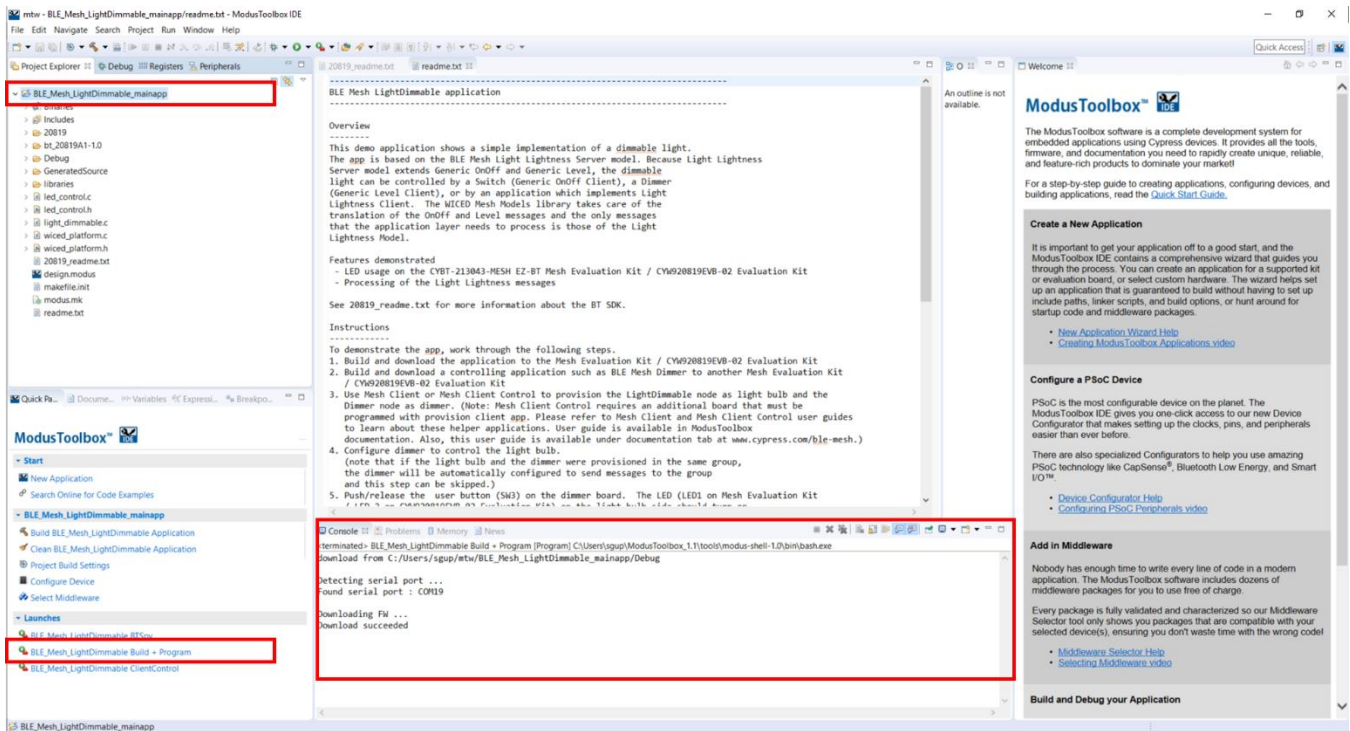 mtw - BLE_Mesh_LightDimmable_mainapp/readme.txt - ModusToolbox IDE
File Edit Navigate Search Project Run Window Help
Quick Access
Project Explorer Debug Registers Peripherals
BLE_Mesh_LightDimmable_mainapp
Binaries
Includes
20819
bt_20819A1-1.0
Debug
GeneratedSource
libraries
led_control.c
led_control.h
light_dimmable.c
wiced_platform.c
wiced_platform.h
20819_readme.txt
design.modus
makefile.init
modus.mk
readme.txt
Quick Pa... Docume... Variables Expressi... Breakpo...
ModusToolbox™ IDE
Start
New Application
Search Online for Code Examples
BLE_Mesh_LightDimmable_mainapp
Build BLE_Mesh_LightDimmable Application
Clean BLE_Mesh_LightDimmable Application
Project Build Settings
Configure Device
Select Middleware
Launches
BLE_Mesh_LightDimmable BTSpy
BLE_Mesh_LightDimmable Build + Program
BLE_Mesh_LightDimmable ClientControl
BLE_Mesh_LightDimmable_mainapp
20819_readme.txt readme.txt
-------------------------------------------------------------------------------
BLE Mesh LightDimmable application
-------------------------------------------------------------------------------
Overview
--------
This demo application shows a simple implementation of a dimmable light.
The app is based on the BLE Mesh Light Lightness Server model. Because Light Lightness
Server model extends Generic OnOff and Generic Level, the dimmable
light can be controlled by a Switch (Generic OnOff Client), a Dimmer
(Generic Level Client), or by an application which implements Light
Lightness Client. The WICED Mesh Models library takes care of the
translation of the OnOff and Level messages and the only messages
that the application layer needs to process is those of the Light
Lightness Model.
Features demonstrated
- LED usage on the CYBT-213043-MESH EZ-BT Mesh Evaluation Kit / CYW920819EVB-02 Evaluation Kit
- Processing of the Light Lightness messages
See 20819_readme.txt for more information about the BT SDK.
Instructions
------------
To demonstrate the app, work through the following steps.
1. Build and download the application to the Mesh Evaluation Kit / CYW920819EVB-02 Evaluation Kit
2. Build and download a controlling application such as BLE Mesh Dimmer to another Mesh Evaluation Kit
/ CYW920819EVB-02 Evaluation Kit
3. Use Mesh Client or Mesh Client Control to provision the LightDimmable node as light bulb and the
Dimmer node as dimmer. (Note: Mesh Client Control requires an additional board that must be
programmed with provision client app. Please refer to Mesh Client and Mesh Client Control user guides
to learn about these helper applications. User guide is available in ModusToolbox
documentation. Also, this user guide is available under documentation tab at www.cypress.com/ble-mesh.)
4. Configure dimmer to control the light bulb.
(note that if the light bulb and the dimmer were provisioned in the same group,
the dimmer will be automatically configured to send messages to the group
and this step can be skipped.)
5. Push/release the user button (SW3) on the dimmer board. The LED (LED1 on Mesh Evaluation Kit
Console Problems Memory News
<terminated> BLE_Mesh_LightDimmable Build + Program [Program] C:\Users\sgup\ModusToolbox_1.1\tools\modus-shell-1.0\bin\bash.exe
download from C:/Users/sgup/mtw/BLE_Mesh_LightDimmable_mainapp/Debug
Detecting serial port ...
Found serial port : COM19
Downloading FW ...
Download succeeded
O
An outline is not
available.
Welcome
ModusToolbox™ IDE
The ModusToolbox software is a complete development system for
embedded applications using Cypress devices. It provides all the tools,
firmware, and documentation you need to rapidly create unique, reliable,
and feature-rich products to dominate your market!
For a step-by-step guide to creating applications, configuring devices, and
building applications, read the Quick Start Guide.
Create a New Application
It is important to get your application off to a good start, and the
ModusToolbox IDE contains a comprehensive wizard that guides you
through the process. You can create an application for a supported kit
or evaluation board, or select custom hardware. The wizard helps set
up an application that is guaranteed to build without having to set up
include paths, linker scripts, and build options, or hunt around for
startup code and middleware packages.
New Application Wizard Help
Creating ModusToolbox Applications video
Configure a PSoC Device
PSoC is the most configurable device on the planet. The
ModusToolbox IDE gives you one-click access to our new Device
Configurator that makes setting up the clocks, pins, and peripherals
easier than ever before.
There are also specialized Configurators to help you use amazing
PSoC technology like CapSense®, Bluetooth Low Energy, and Smart
I/O™.
Device Configurator Help
Configuring PSoC Peripherals video
Add in Middleware
Nobody has enough time to write every line of code in a modern
application. The ModusToolbox software includes dozens of
middleware packages for you to use free of charge.
Every package is fully validated and characterized so our Middleware
Selector tool only shows you packages that are compatible with your
selected device(s), ensuring you don't waste time with the wrong code!
Middleware Selector Help
Selecting Middleware video
Build and Debug your Application